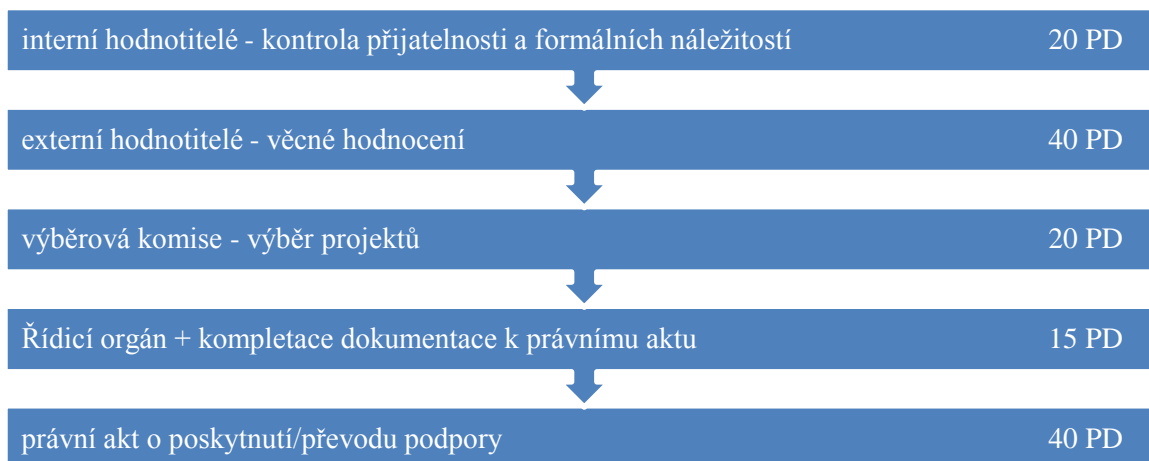 interní hodnotitelé - kontrola přijatelnosti a formálních náležitostí 20 PD
externí hodnotitelé - věcné hodnocení 40 PD
výběrová komise - výběr projektů 20 PD
Řídicí orgán + kompletace dokumentace k právnímu aktu 15 PD
právní akt o poskytnutí/převodu podpory 40 PD